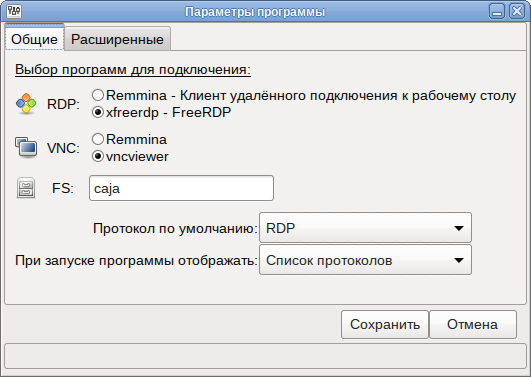 Параметры программы
Общие Расширенные
Выбор программ для подключения:
RDP: Remmina - Клиент удалённого подключения к рабочему столу
xfreerdp - FreeRDP
VNC: Remmina
vncviewer
FS: caja
Протокол по умолчанию: RDP
При запуске программы отображать: Список протоколов
Сохранить Отмена